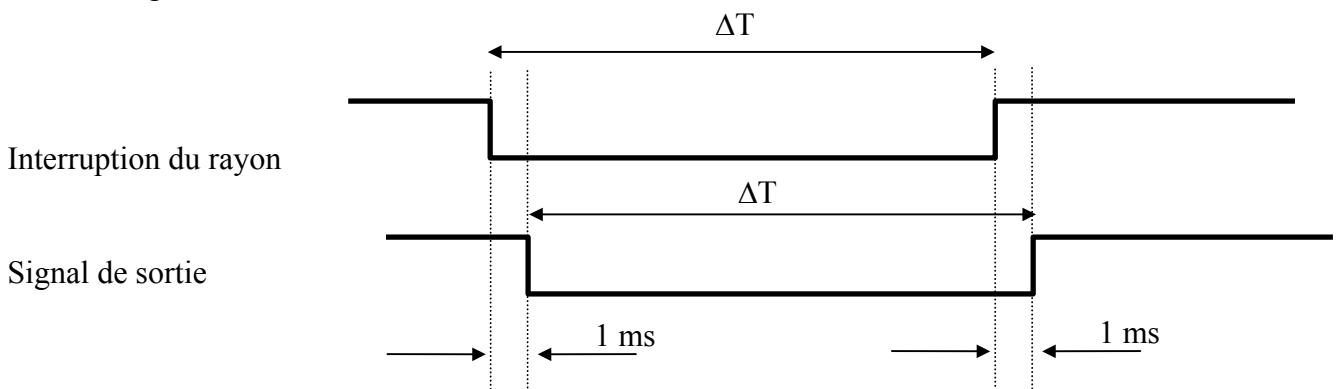 ΔT
Interruption du rayon
ΔT
Signal de sortie
1 ms
1 ms